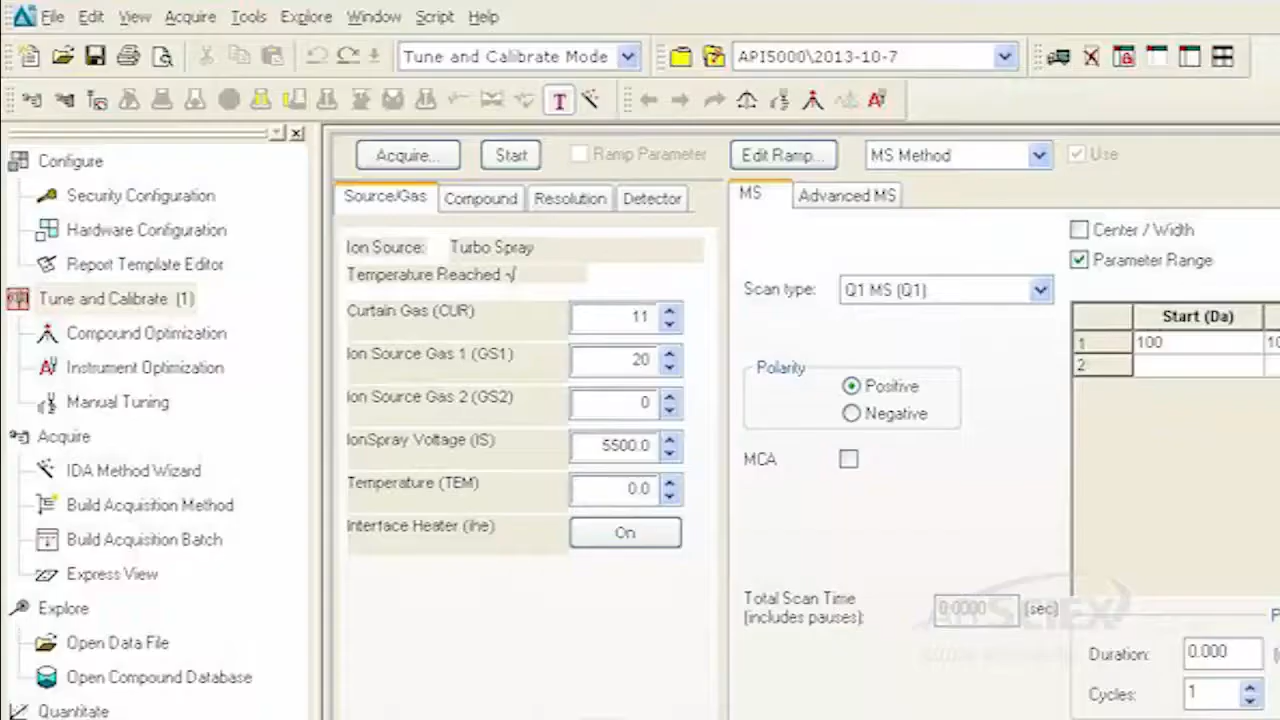 File Edit View Acquire Tools Explore Window Script Help
Tune and Calibrate Mode API5000\2013-10-7
T
Configure
Security Configuration
Hardware Configuration
Report Template Editor
Tune and Calibrate (1)
Compound Optimization
Instrument Optimization
Manual Tuning
Acquire
IDA Method Wizard
Build Acquisition Method
Build Acquisition Batch
Express View
Explore
Open Data File
Open Compound Database
Quantitate
Acquire... Start Ramp Parameter Edit Ramp... MS Method Use
Source/Gas Compound Resolution Detector
Ion Source: Turbo Spray
Temperature Reached -√
Curtain Gas (CUR) 11
Ion Source Gas 1 (GS1) 20
Ion Source Gas 2 (GS2) 0
IonSpray Voltage (IS) 5500.0
Temperature (TEM) 0.0
Interface Heater (ihe) On
MS Advanced MS
Center / Width
Parameter Range
Scan type: Q1 MS (Q1)
Start (Da)
1 100 10
2
Polarity
Positive
Negative
MCA
Total Scan Time
(includes pauses): 0.0000 (sec)
AB SCIEX
P
Duration: 0.000
Cycles: 1